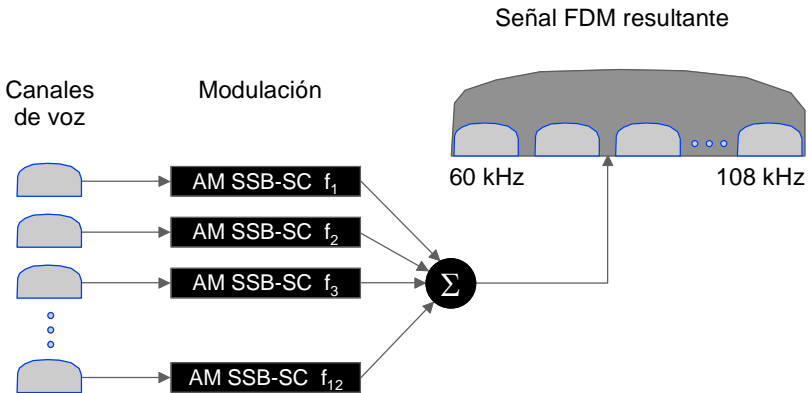 Señal FDM resultante
Canales
de voz
Modulación
60 kHz
108 kHz
AM SSB-SC f₁
AM SSB-SC f₂
AM SSB-SC f₃
Σ
AM SSB-SC f₁₂